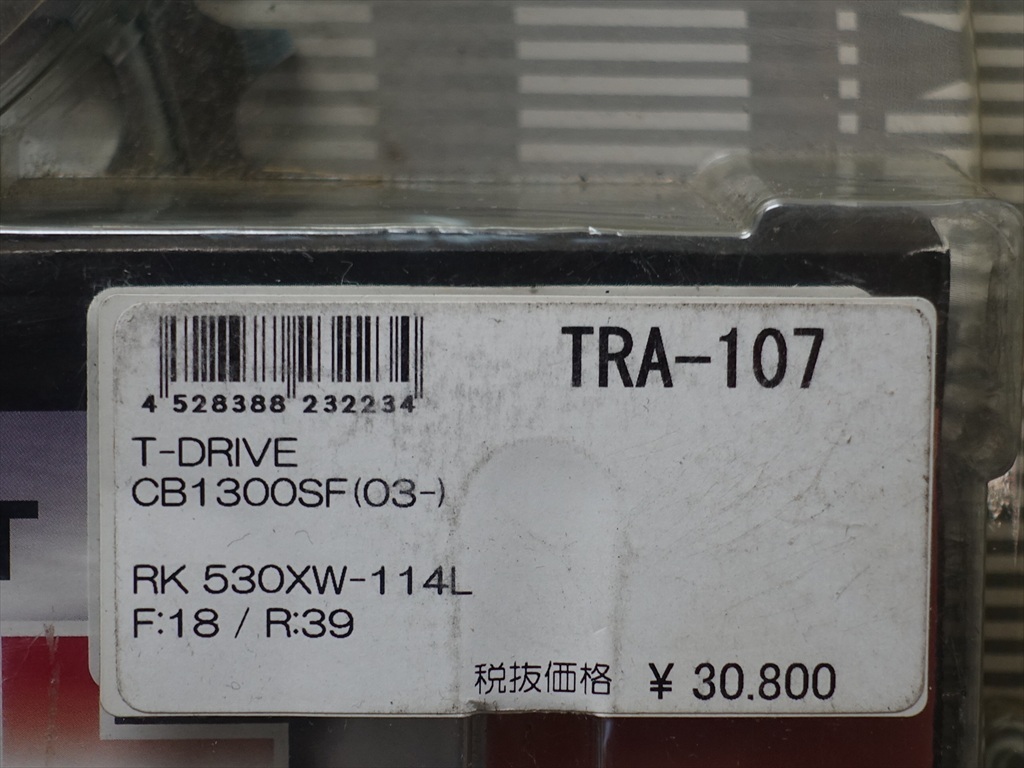 TRA-107
4 528388 232234
T-DRIVE
CB1300SF(03-)
RK 530XW-114L
F:18 / R:39
税抜価格 ¥ 30.800